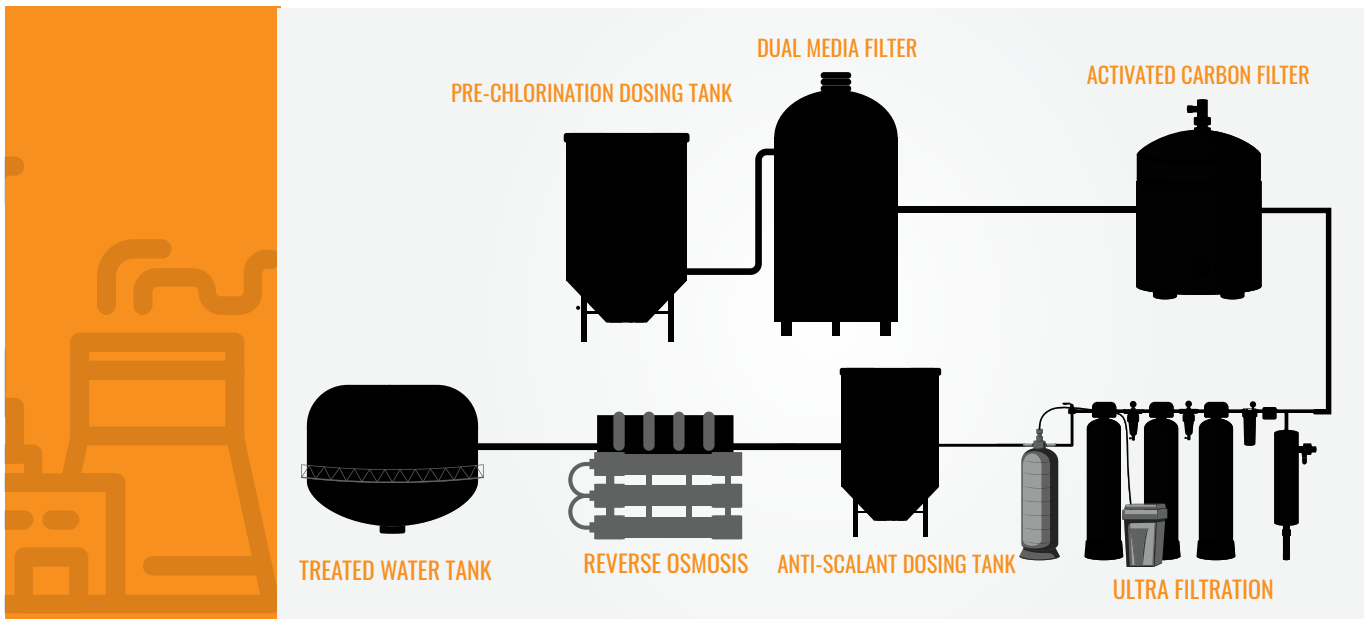 DUAL MEDIA FILTER
PRE-CHLORINATION DOSING TANK
ACTIVATED CARBON FILTER
TREATED WATER TANK
REVERSE OSMOSIS
ANTI-SCALANT DOSING TANK
ULTRA FILTRATION